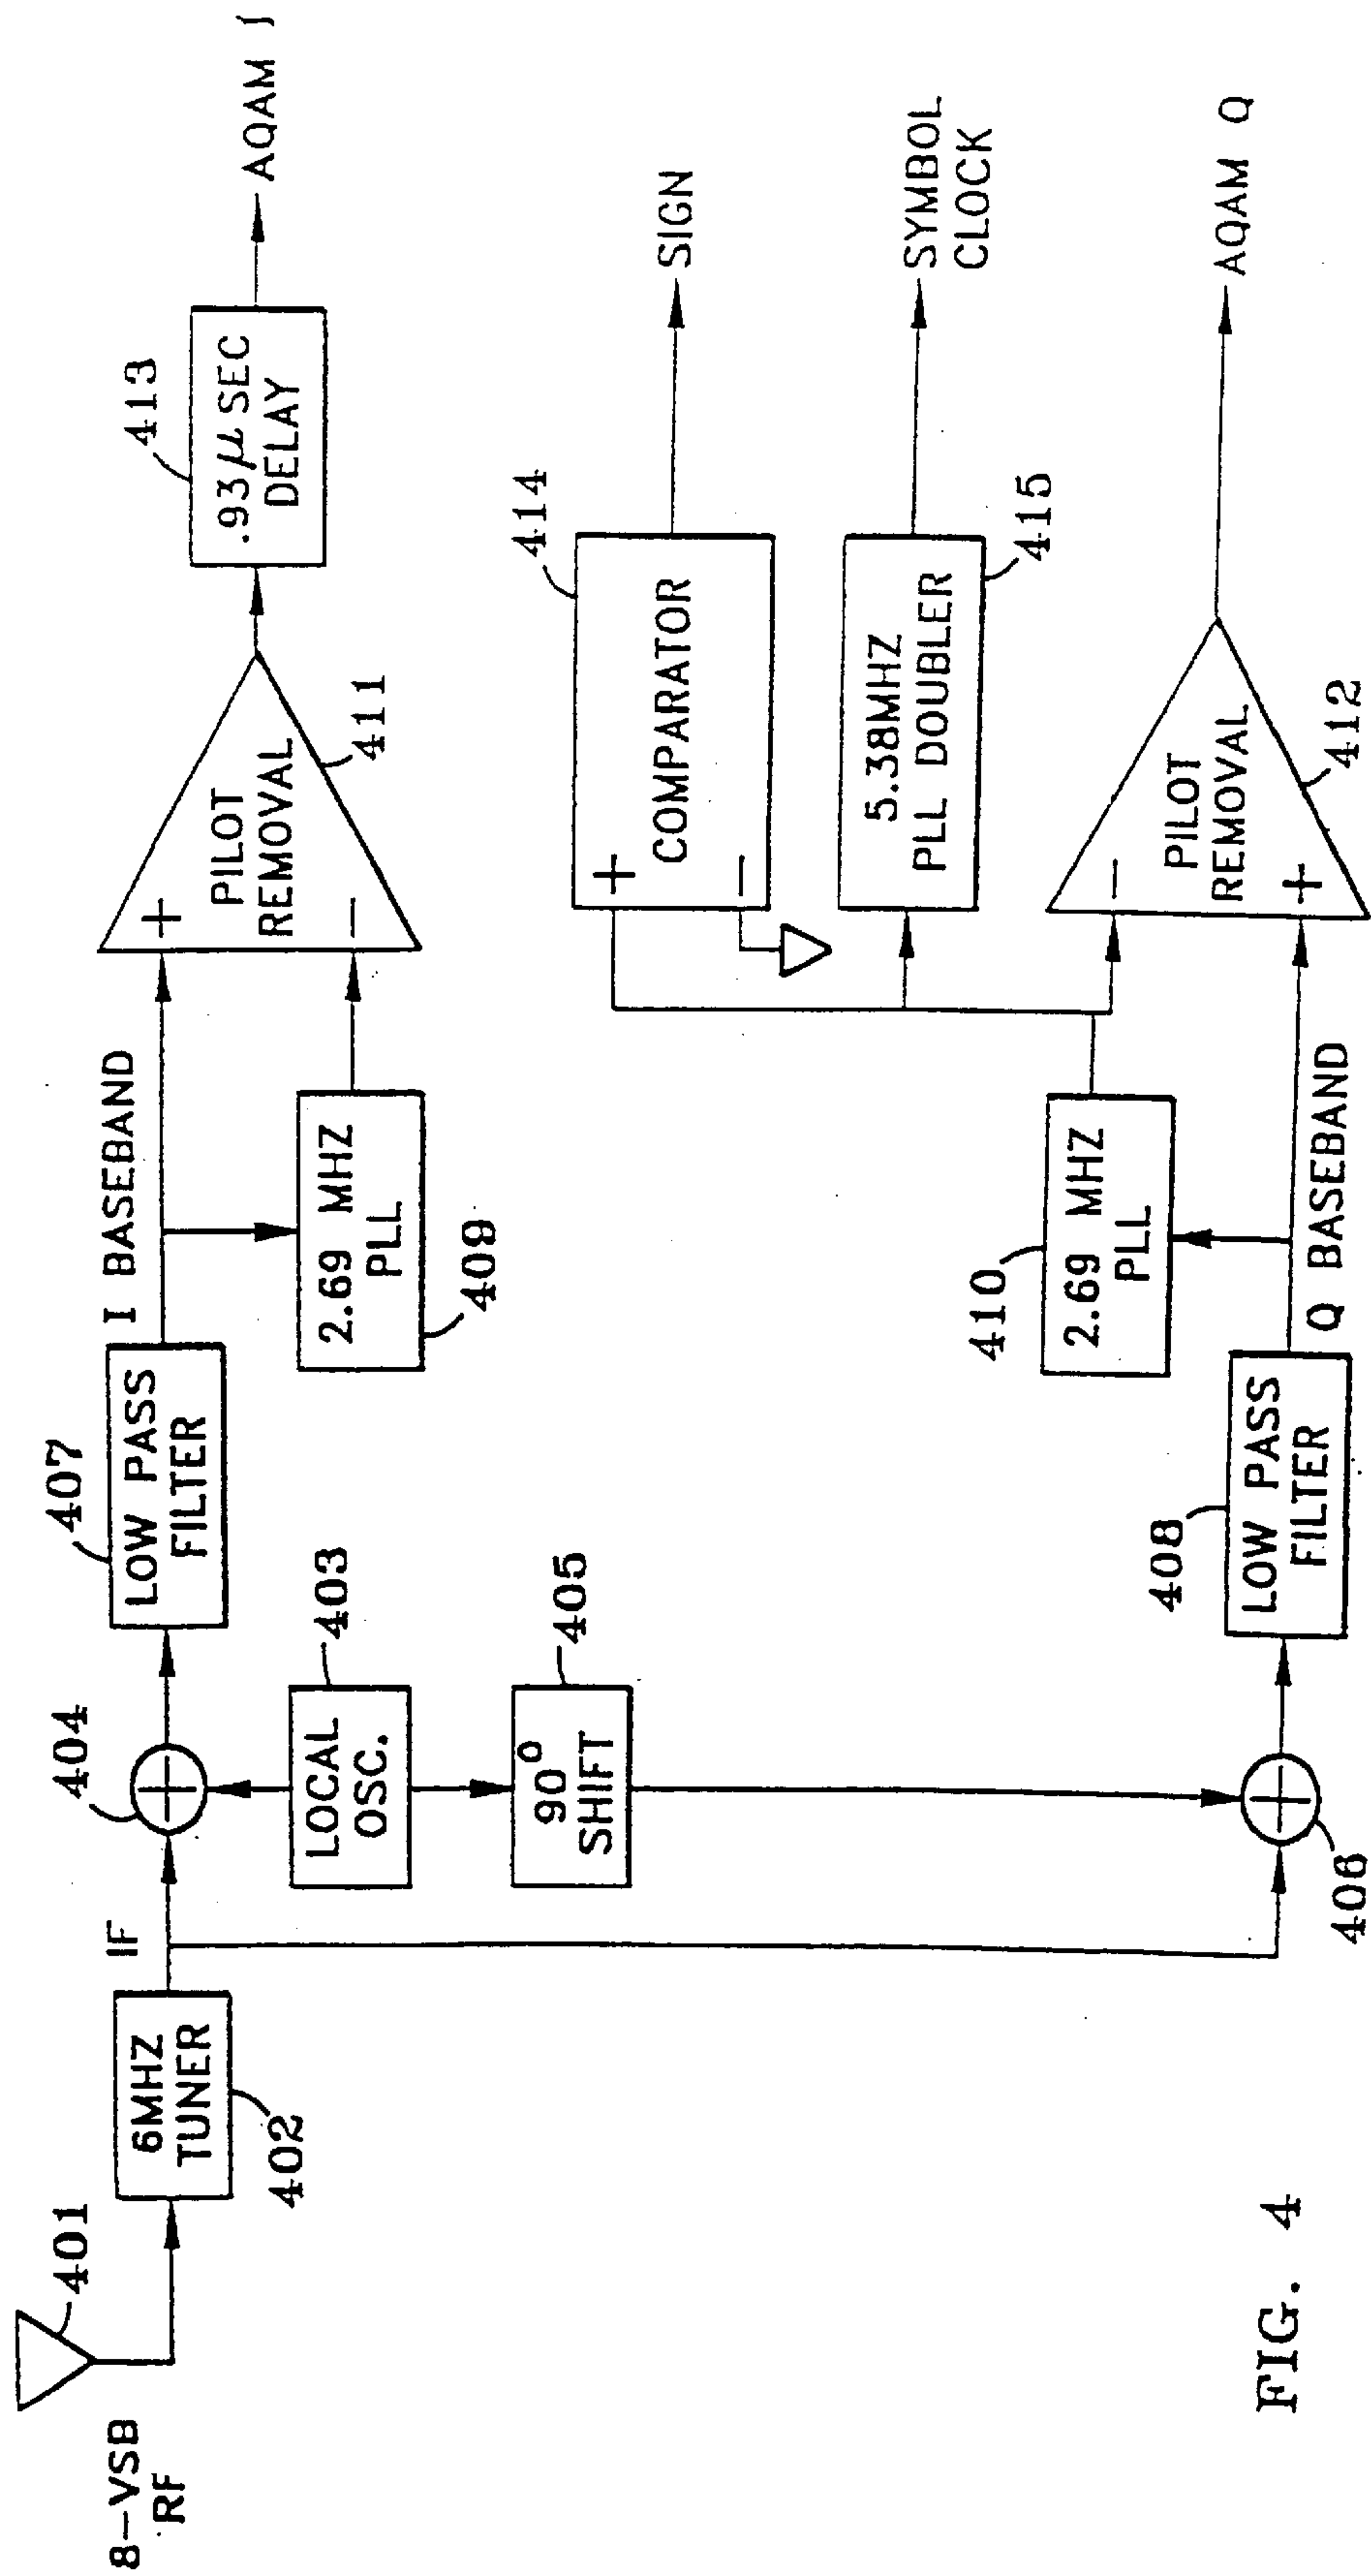 8-VSB
RF
401
6MHZ
TUNER
402
IF
404
LOCAL
OSC.
403
90°
SHIFT
405
406
407
LOW PASS
FILTER
408
LOW PASS
FILTER
I BASEBAND
2.69 MHZ
PLL
409
410
2.69 MHZ
PLL
Q BASEBAND
+
-
PILOT
REMOVAL
411
+
-
COMPARATOR
414
5.38MHZ
PLL DOUBLER
415
-
+
PILOT
REMOVAL
412
413
.93μSEC
DELAY
AQAM I
SIGN
SYMBOL
CLOCK
AQAM Q
FIG. 4